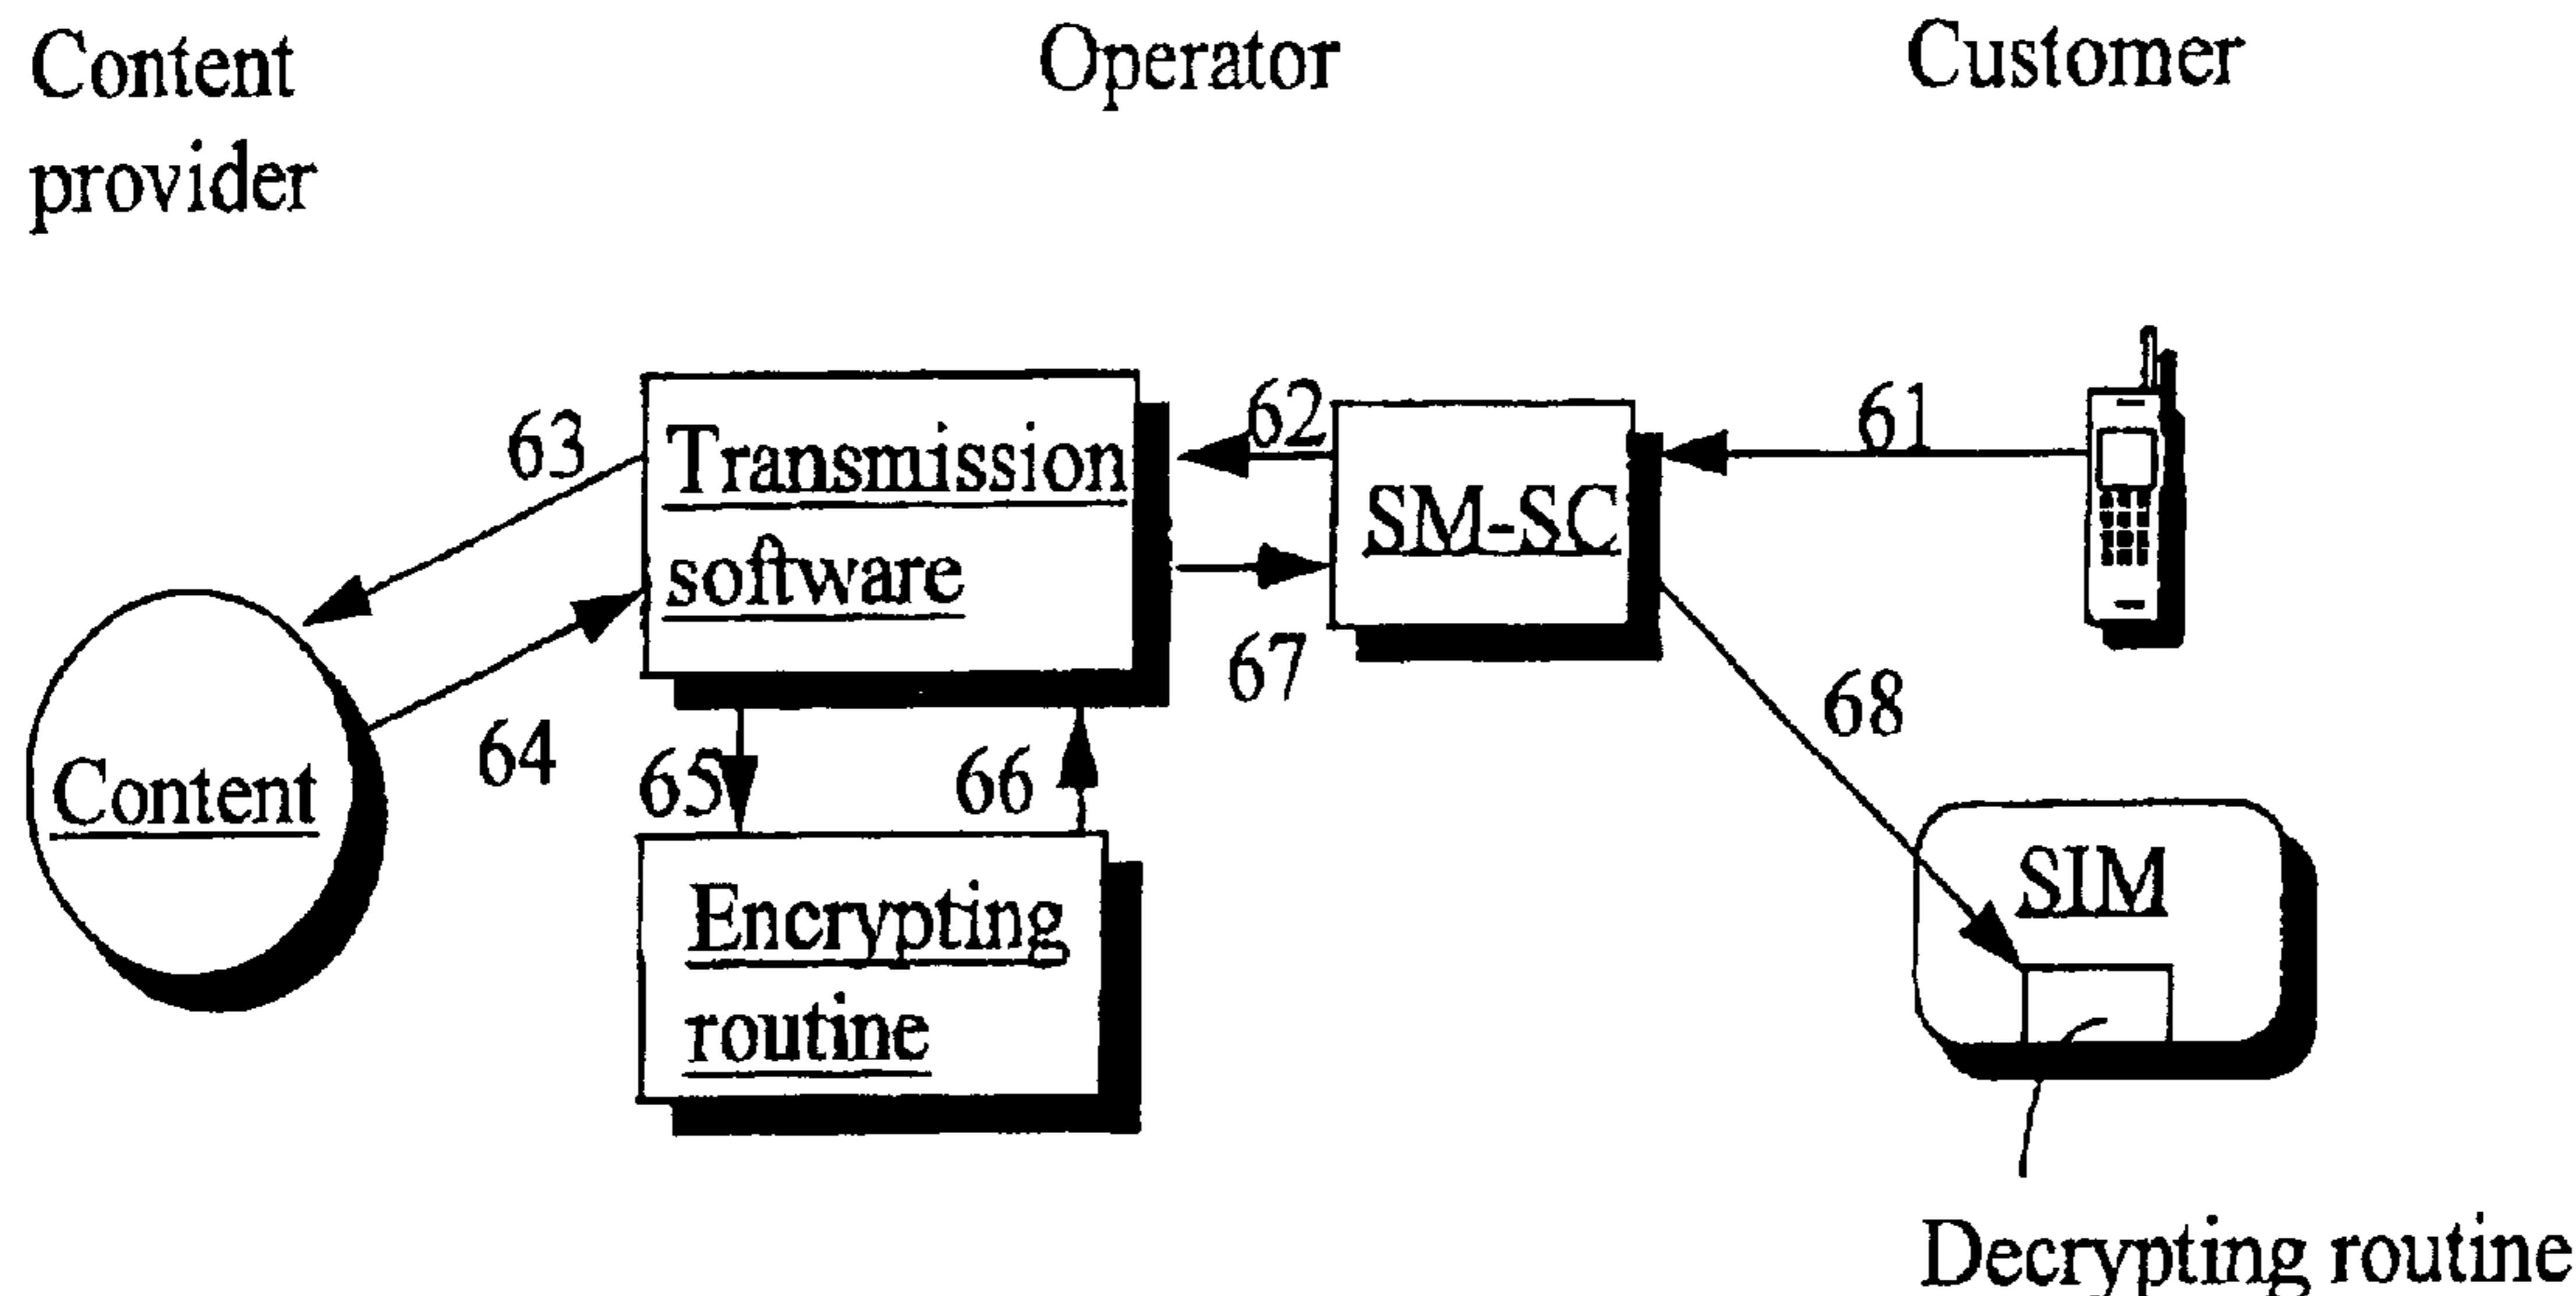 Content
provider
Operator
Customer
63
62
61
Transmission
software
SM-SC
64
67
68
65
66
Content
Encrypting
routine
SIM
Decrypting routine